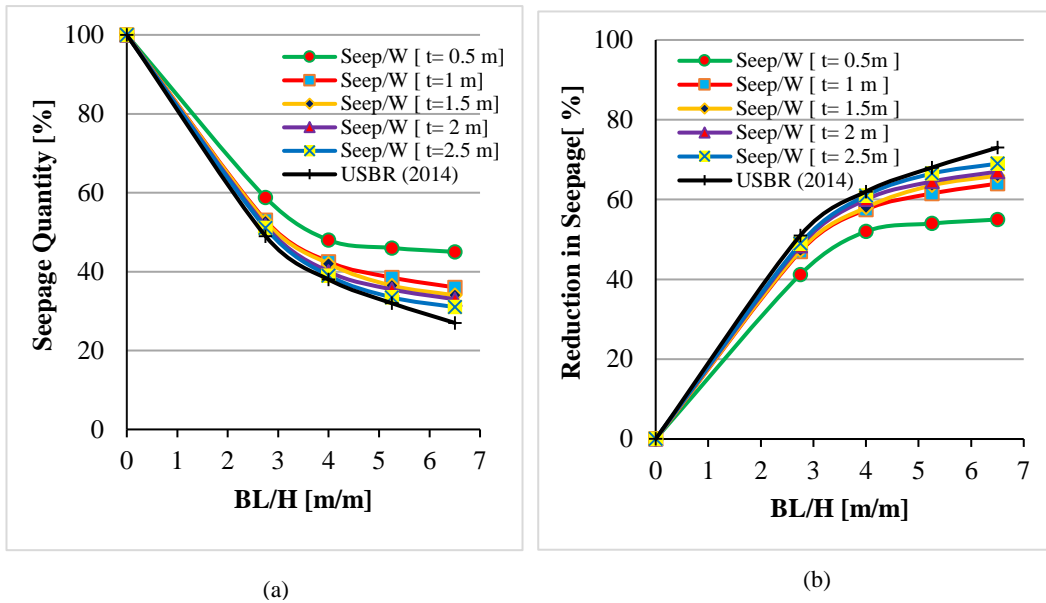 100
80
60
40
20
0
Seepage Quantity [%]
Seep/W [ t= 0.5 m]
Seep/W [ t=1 m]
Seep/W [ t=1.5 m]
Seep/W [ t= 2 m]
Seep/W [ t=2.5 m]
USBR (2014)
0 1 2 3 4 5 6 7
BL/H [m/m]
(a)
100
80
60
40
20
0
Reduction in Seepage[ %]
Seep/W [ t= 0.5m ]
Seep/W [ t= 1 m ]
Seep/W [ t= 1.5m ]
Seep/W [ t= 2 m ]
Seep/W [ t= 2.5m ]
USBR (2014)
0 1 2 3 4 5 6 7
BL/H [m/m]
(b)